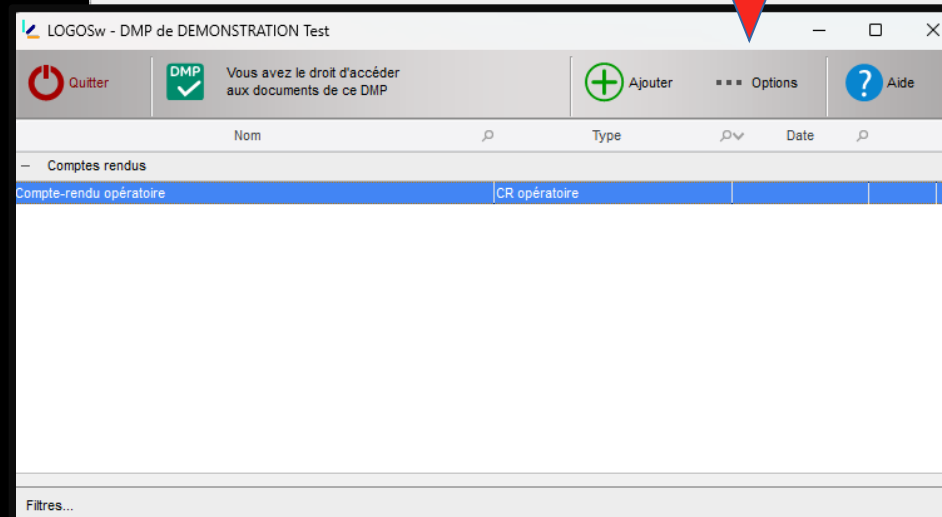 LOGOSw - DMP de DEMONSTRATION Test
Quitter
DMP
Vous avez le droit d'accéder
aux documents de ce DMP
Ajouter
Options
? Aide
Nom Type Date
Comptes rendus
Compte-rendu opératoire CR opératoire
Filtres...